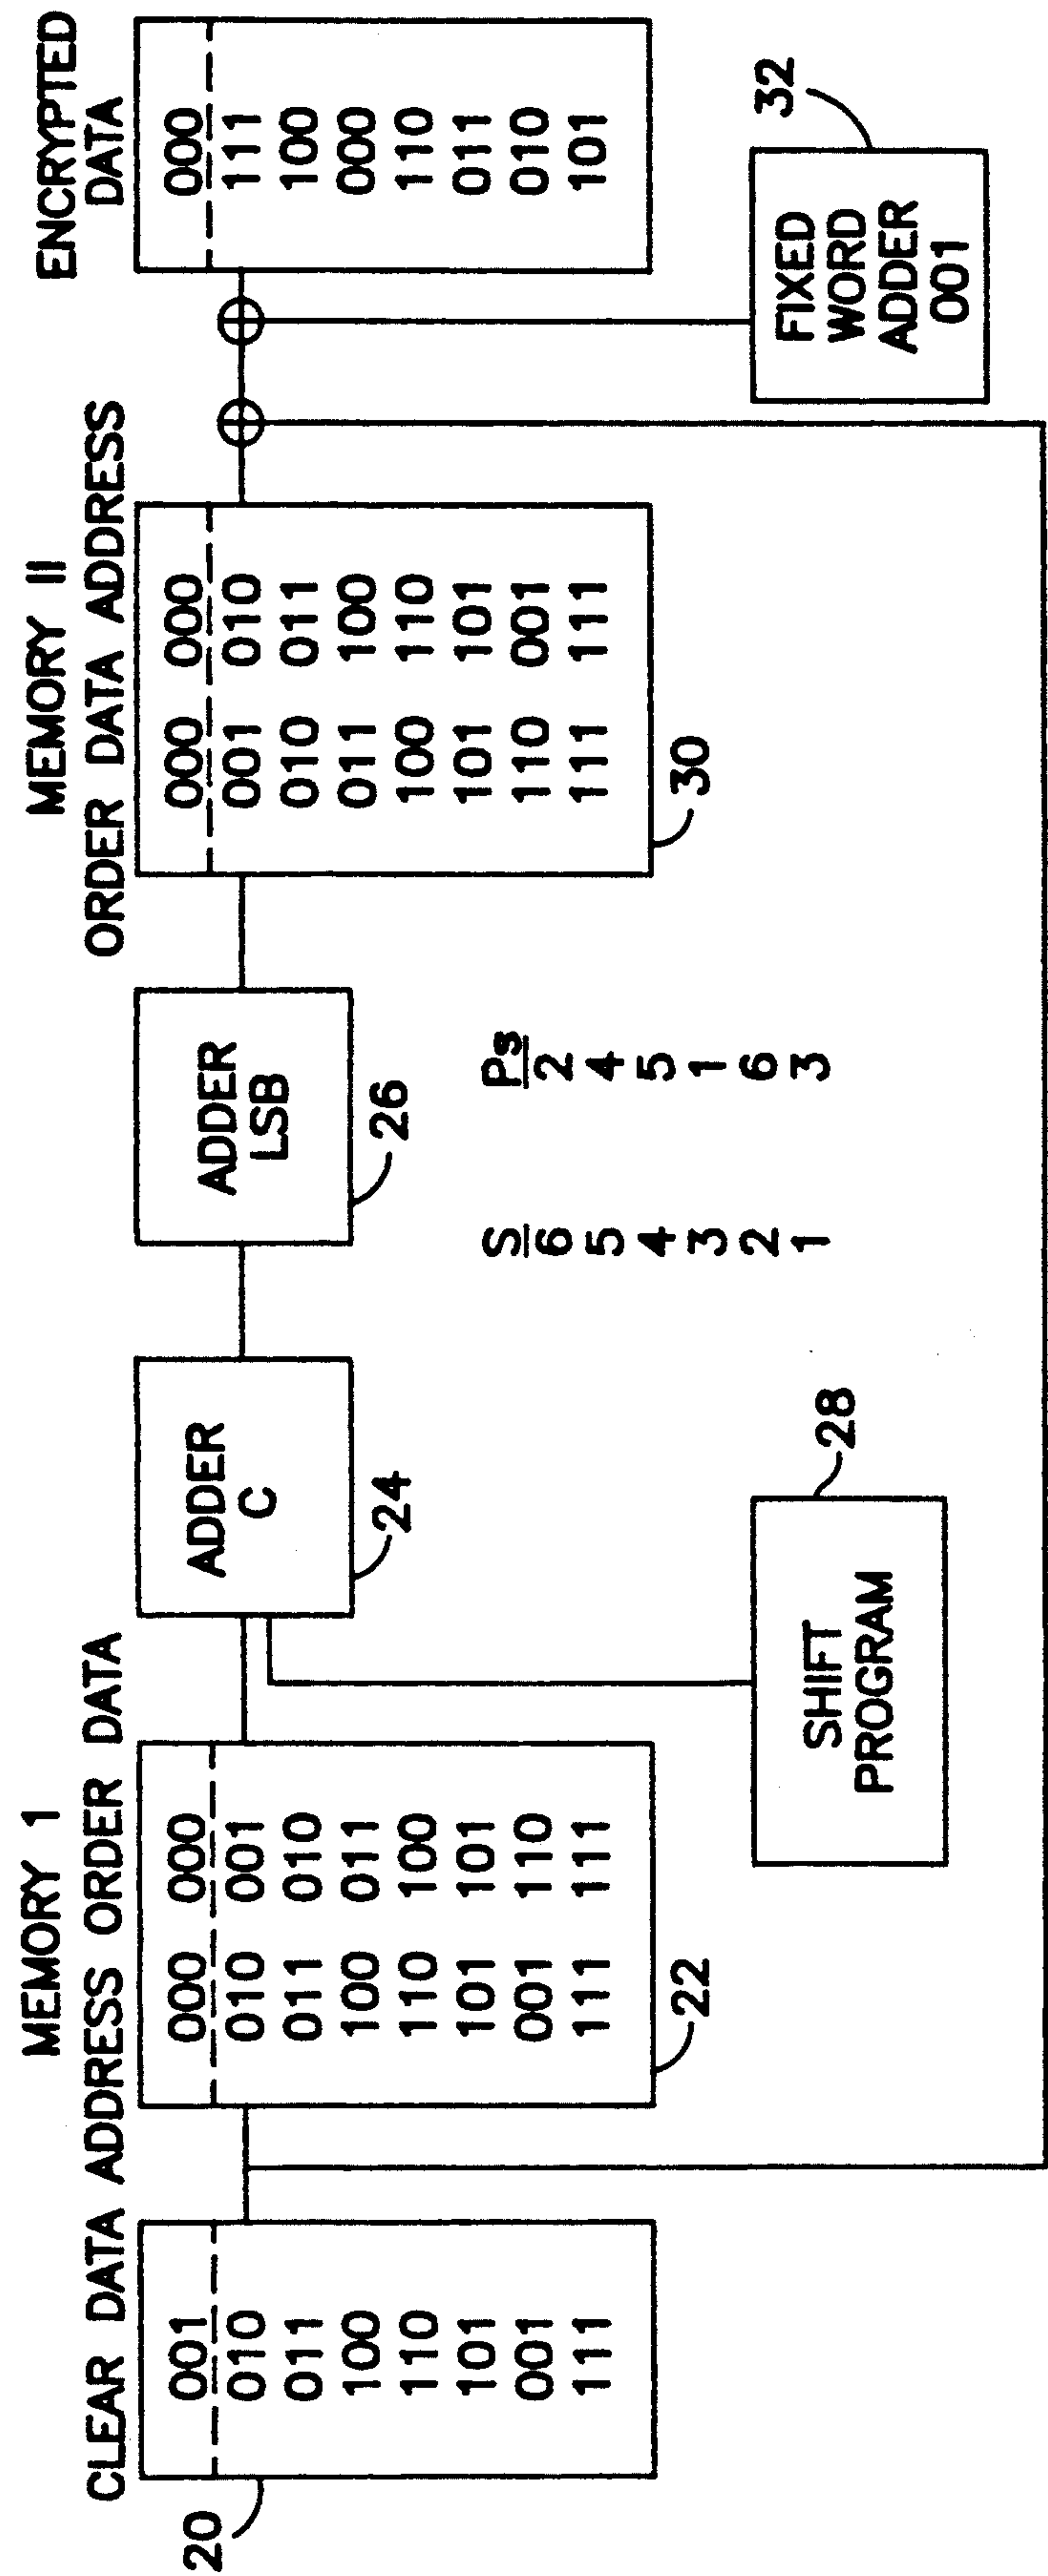 MEMORY 1
CLEAR DATA ADDRESS ORDER DATA
MEMORY II
ORDER DATA ADDRESS
ENCRYPTED
DATA
20
001
010
011
100
110
101
001
111
000 000
010 001
011 010
100 011
110 100
101 101
001 110
111 111
22
ADDER
C
24
SHIFT
PROGRAM
28
ADDER
LSB
26
S Ps
6 2
5 4
4 5
3 1
2 6
1 3
000 000
001 010
010 011
011 100
100 110
101 101
110 001
111 111
30
000
111
100
000
110
011
010
101
FIXED
WORD
ADDER
001
32